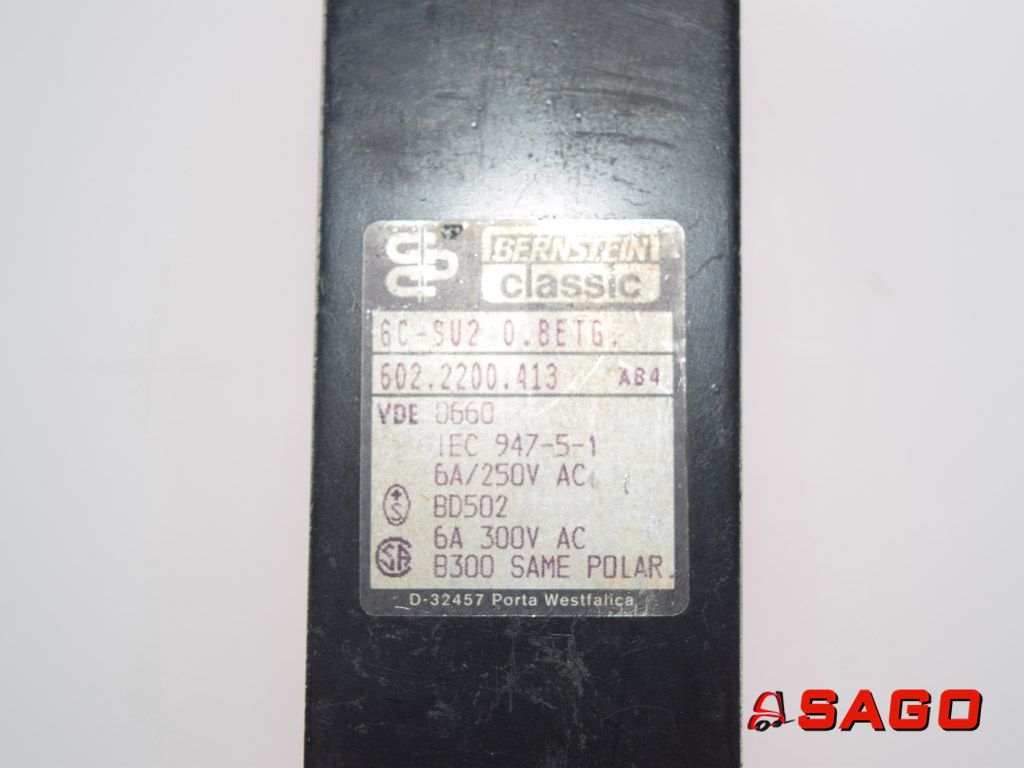 BERNSTEIN
classic
6C-SU2 O.BETG.
602.2200.413 AB4
VDE 0660
IEC 947-5-1
6A/250V AC
S BD502
6A 300V AC
SA B300 SAME POLAR.
D-32457 Porta Westfalica
SAGO